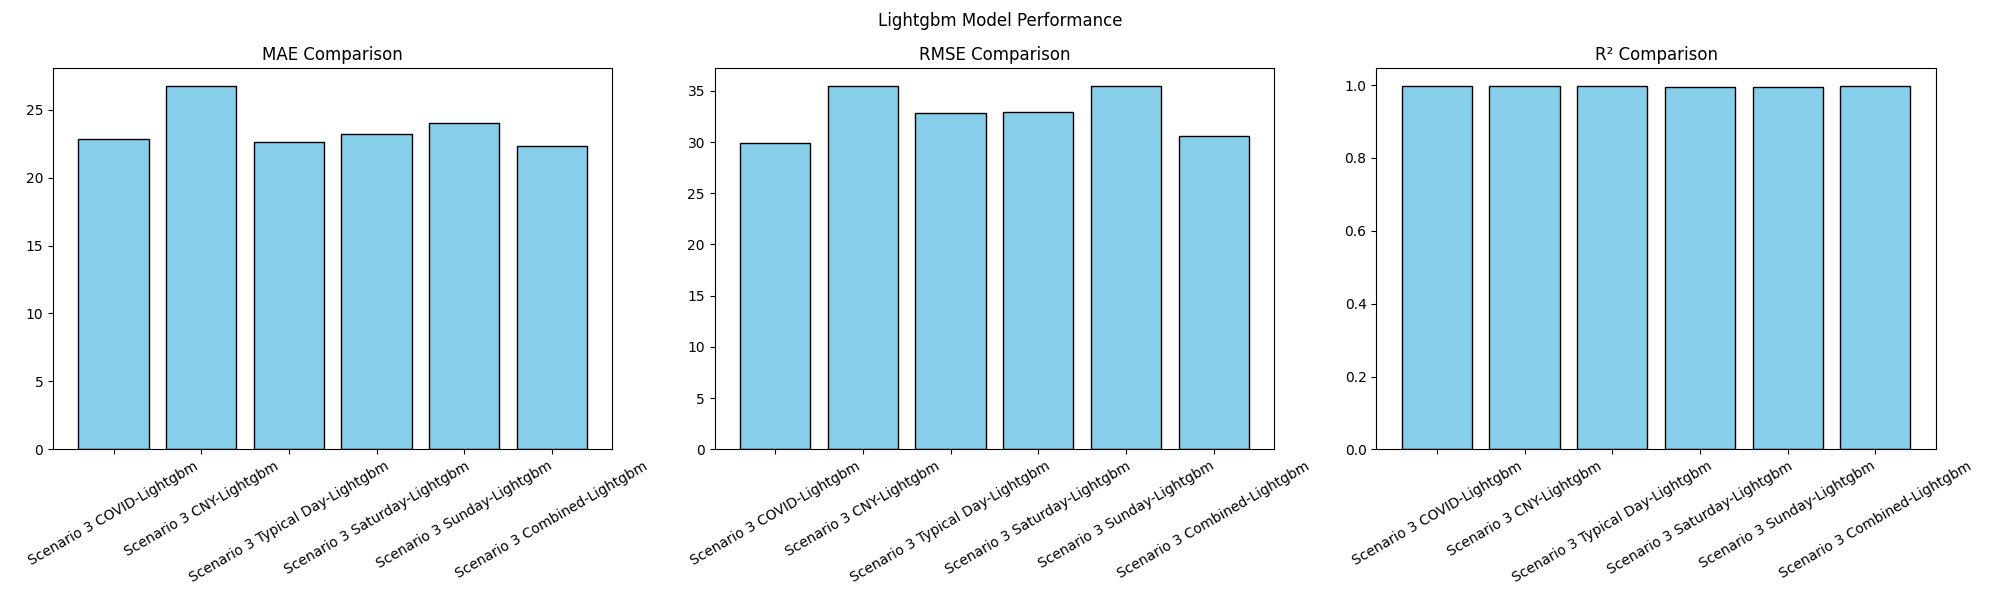 Lightgbm Model Performance
MAE Comparison
25
20
15
10
5
0
Scenario 3 COVID-Lightgbm
Scenario 3 CNY-Lightgbm
Scenario 3 Typical Day-Lightgbm
Scenario 3 Saturday-Lightgbm
Scenario 3 Sunday-Lightgbm
Scenario 3 Combined-Lightgbm
RMSE Comparison
35
30
25
20
15
10
5
0
Scenario 3 COVID-Lightgbm
Scenario 3 CNY-Lightgbm
Scenario 3 Typical Day-Lightgbm
Scenario 3 Saturday-Lightgbm
Scenario 3 Sunday-Lightgbm
Scenario 3 Combined-Lightgbm
R² Comparison
1.0
0.8
0.6
0.4
0.2
0.0
Scenario 3 COVID-Lightgbm
Scenario 3 CNY-Lightgbm
Scenario 3 Typical Day-Lightgbm
Scenario 3 Saturday-Lightgbm
Scenario 3 Sunday-Lightgbm
Scenario 3 Combined-Lightgbm